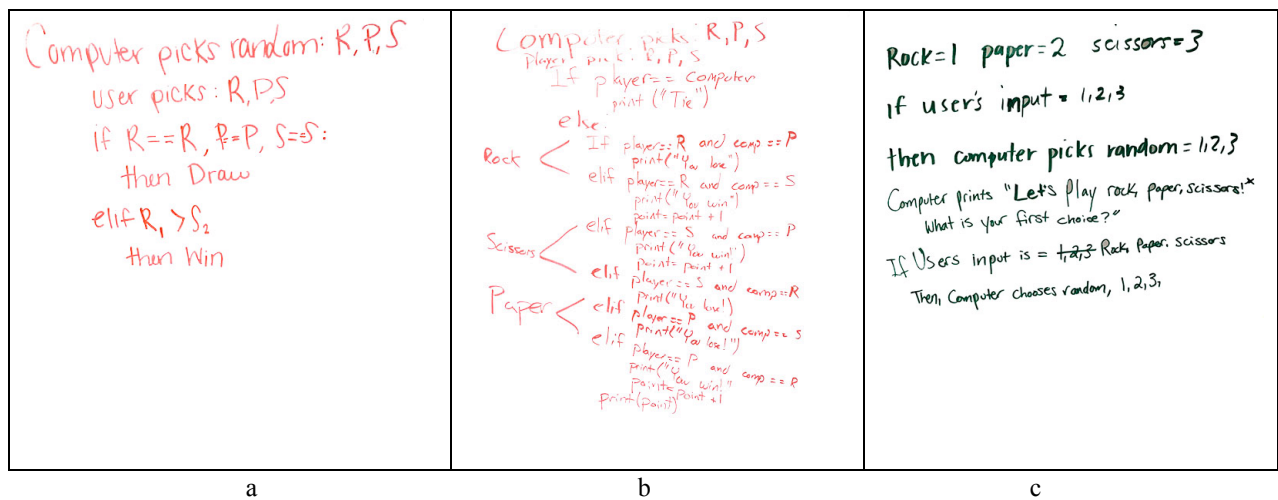 Computer picks random: R,P,S
user picks: R,P,S
if R==R, P=P, S==S:
then Draw
elif R1 >S2
then Win
Computer picks: R,P,S
Player pick: R,P,S
If player== computer
print ("Tie")
else:
Rock
If player== R and comp == P
print("You lose")
elif player== R and comp== S
print("You win")
point= point +1
Scissors
elif player== S and comp== P
print("You win!")
point= point +1
elif player== S and comp==R
print("You lose!")
Paper
elif player== P and comp== S
print("You lose!")
elif player== P and comp == R
print("You win!"
point=point +1
print(point)
Rock=1 paper=2 scissors=3
if user's input = 1,2,3
then computer picks random = 1,2,3
Computer prints "Let's Play rock, paper, scissors!*
What is your first choice?"
If Users input is = 1,2,3 Rock, Paper, scissors
Then, Computer chooses random, 1,2,3,
a b c